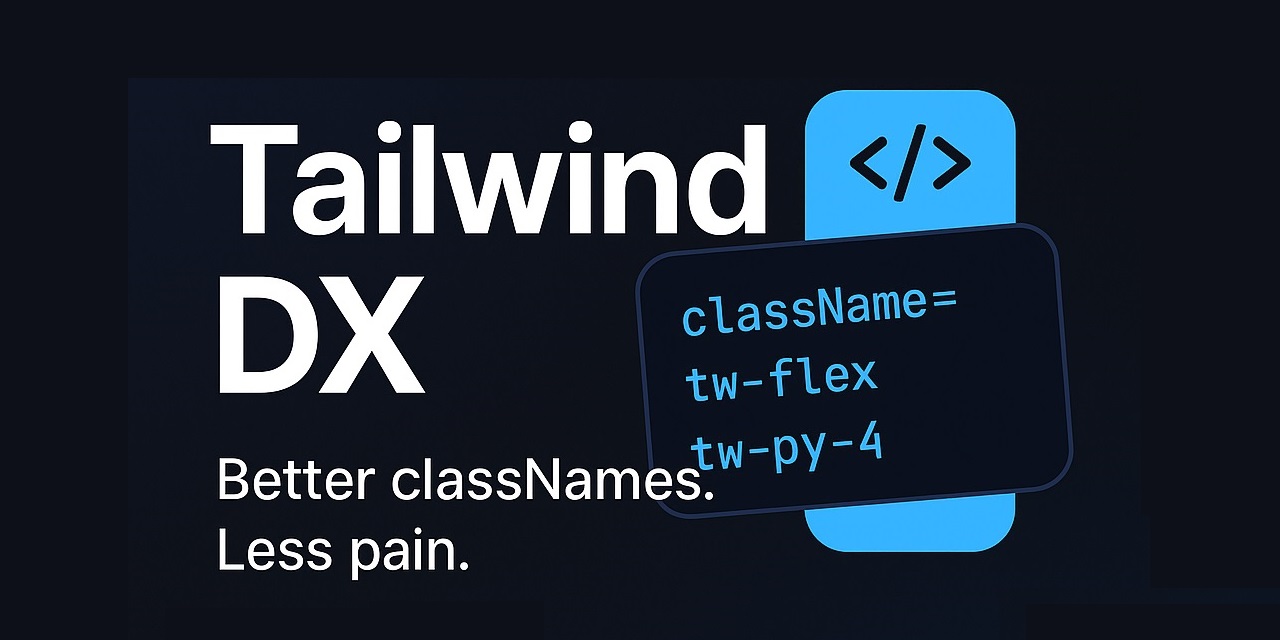 Tailwind
DX
Better classNames.
Less pain.
</>
className=
tw-flex
tw-py-4